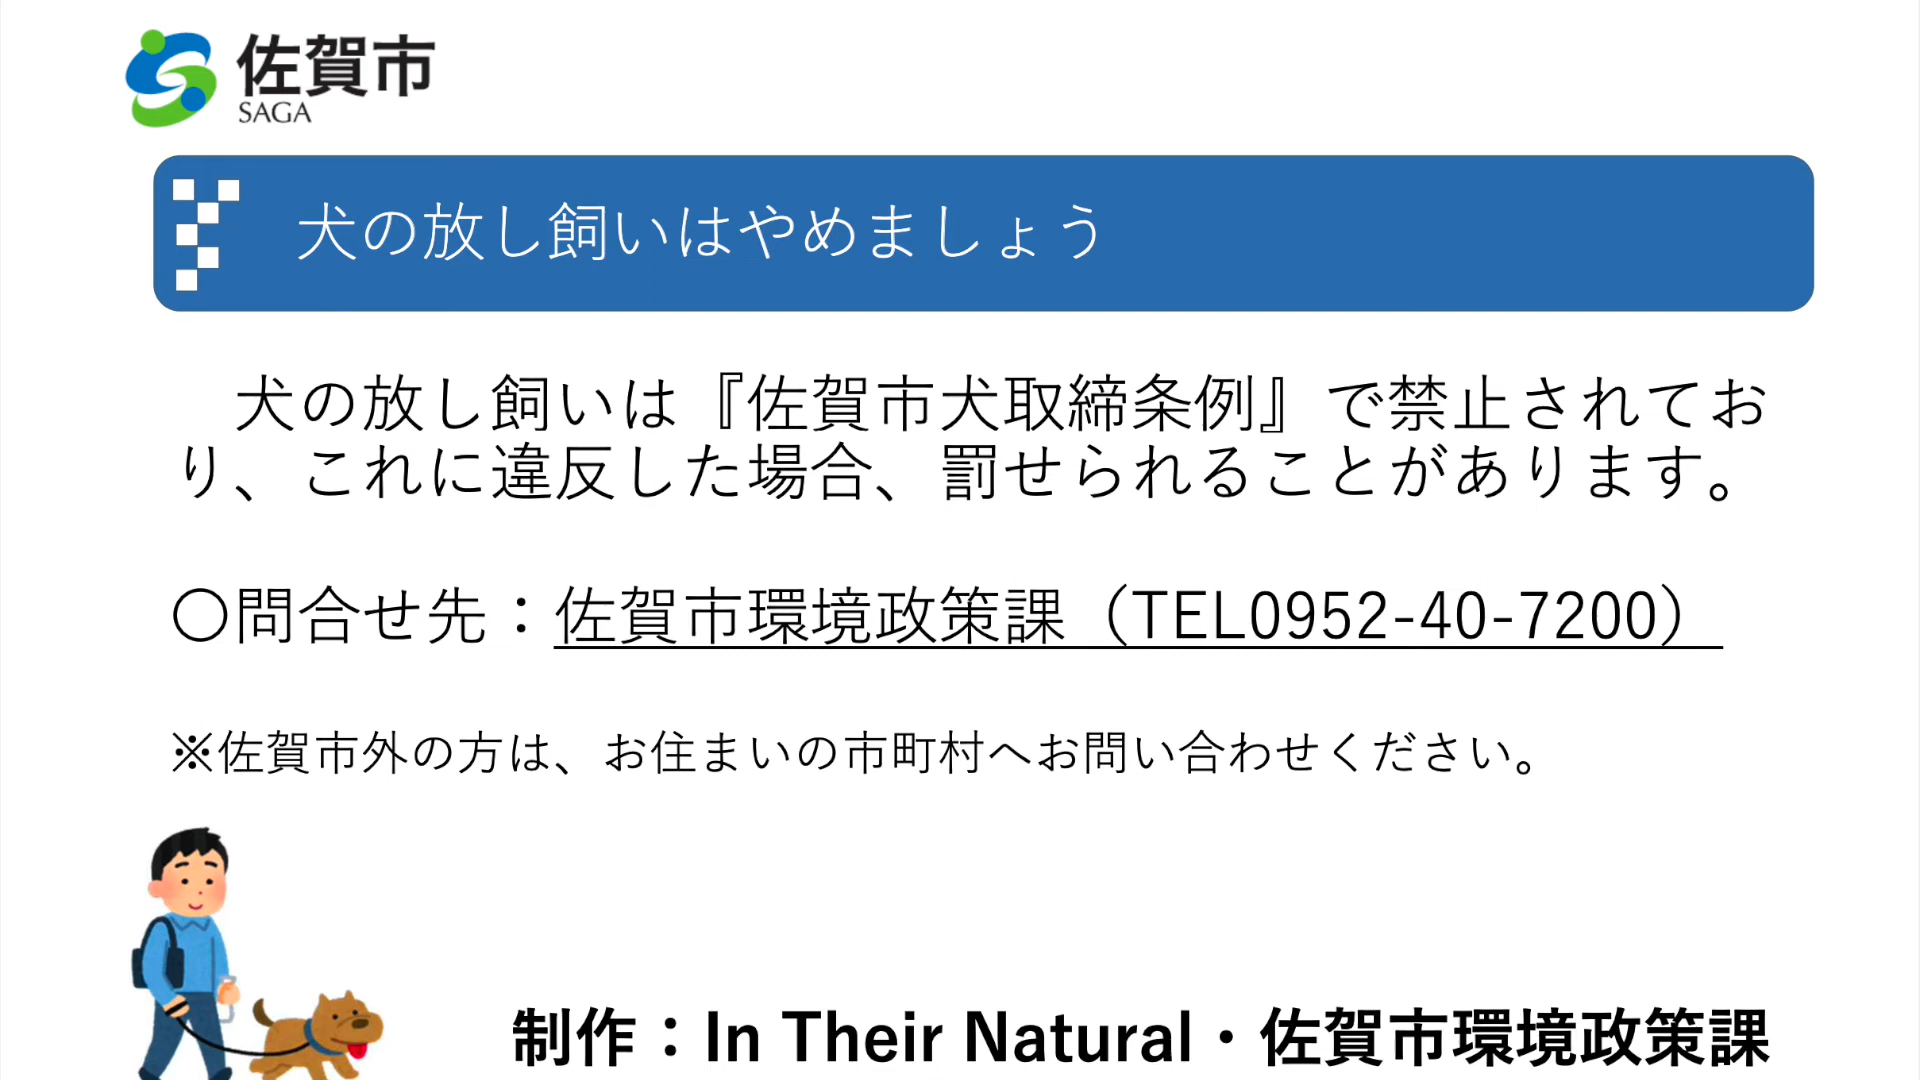 佐賀市
SAGA
犬の放し飼いはやめましょう
犬の放し飼いは『佐賀市犬取締条例』で禁止されてお
り、これに違反した場合、罰せられることがあります。
〇問合せ先：佐賀市環境政策課（TEL0952-40-7200）
※佐賀市外の方は、お住まいの市町村へお問い合わせください。
制作：In Their Natural・佐賀市環境政策課